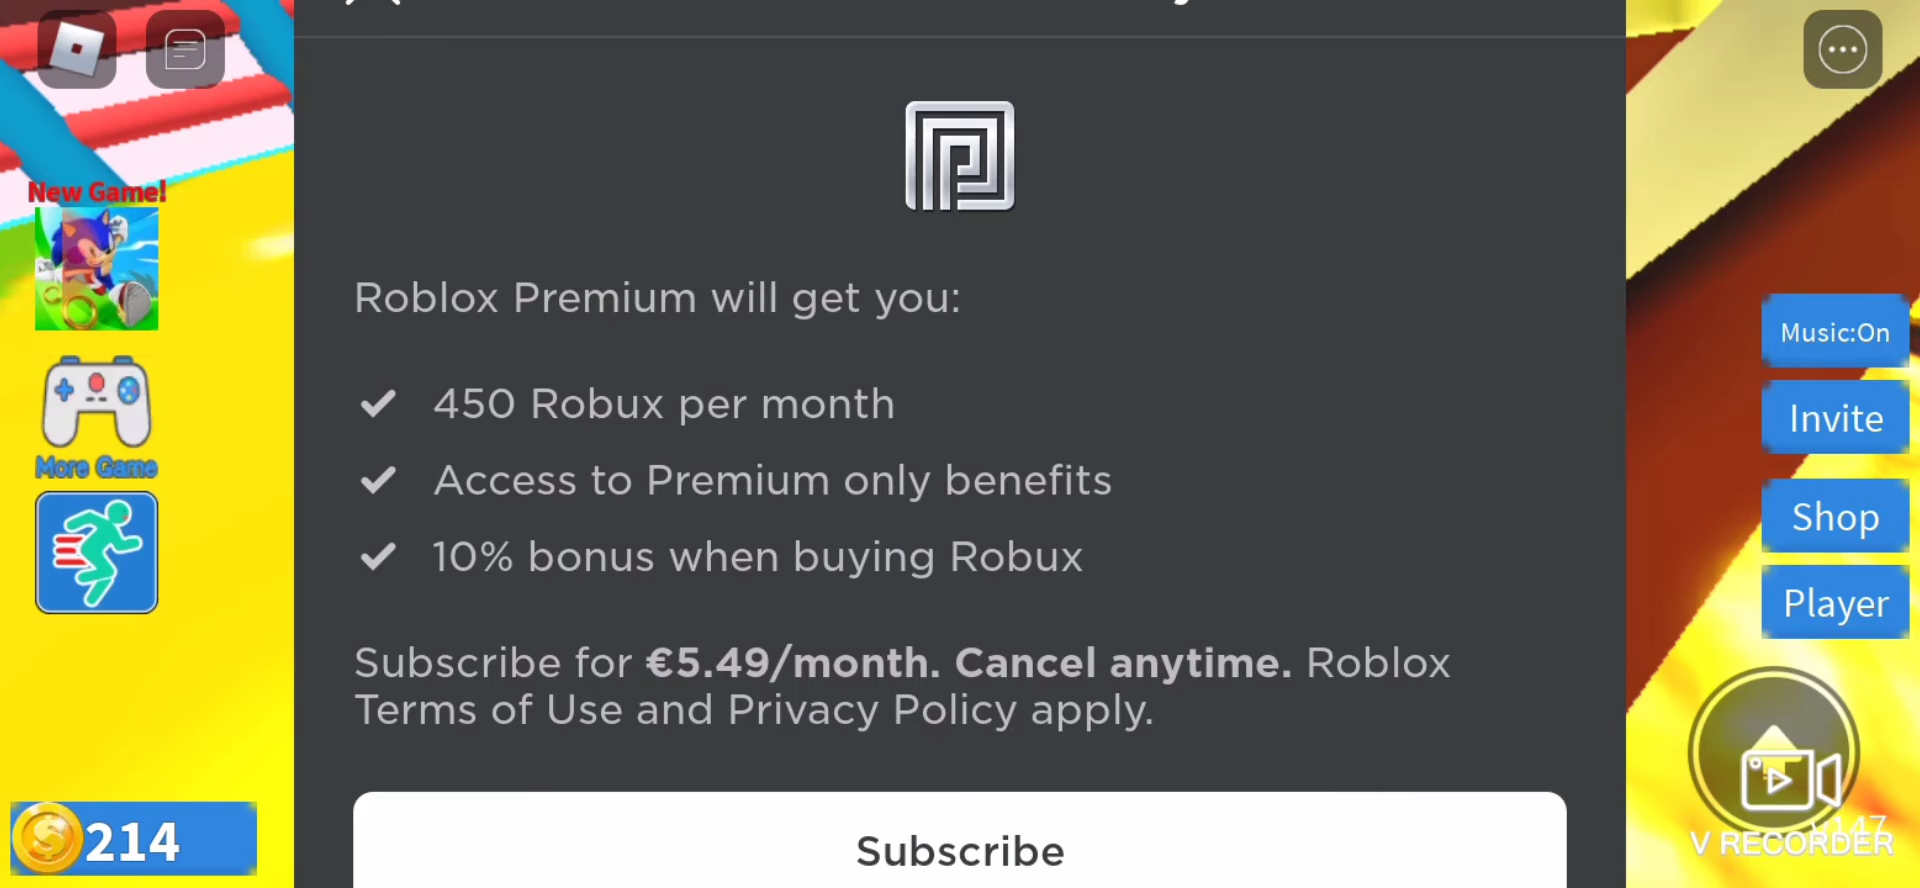 New Game!
More Game
214
Roblox Premium will get you:
450 Robux per month
Access to Premium only benefits
10% bonus when buying Robux
Subscribe for €5.49/month. Cancel anytime. Roblox
Terms of Use and Privacy Policy apply.
Subscribe
Music:On
Invite
Shop
Player
V RECORDER